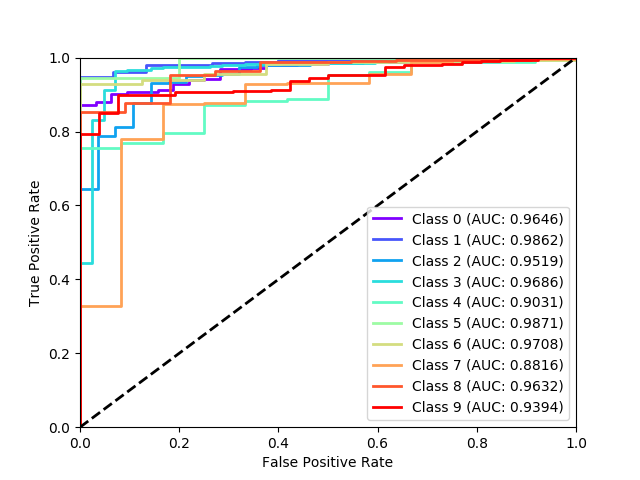 1.0
0.8
0.6
0.4
0.2
0.0
True Positive Rate
Class 0 (AUC: 0.9646)
Class 1 (AUC: 0.9862)
Class 2 (AUC: 0.9519)
Class 3 (AUC: 0.9686)
Class 4 (AUC: 0.9031)
Class 5 (AUC: 0.9871)
Class 6 (AUC: 0.9708)
Class 7 (AUC: 0.8816)
Class 8 (AUC: 0.9632)
Class 9 (AUC: 0.9394)
0.0 0.2 0.4 0.6 0.8 1.0
False Positive Rate